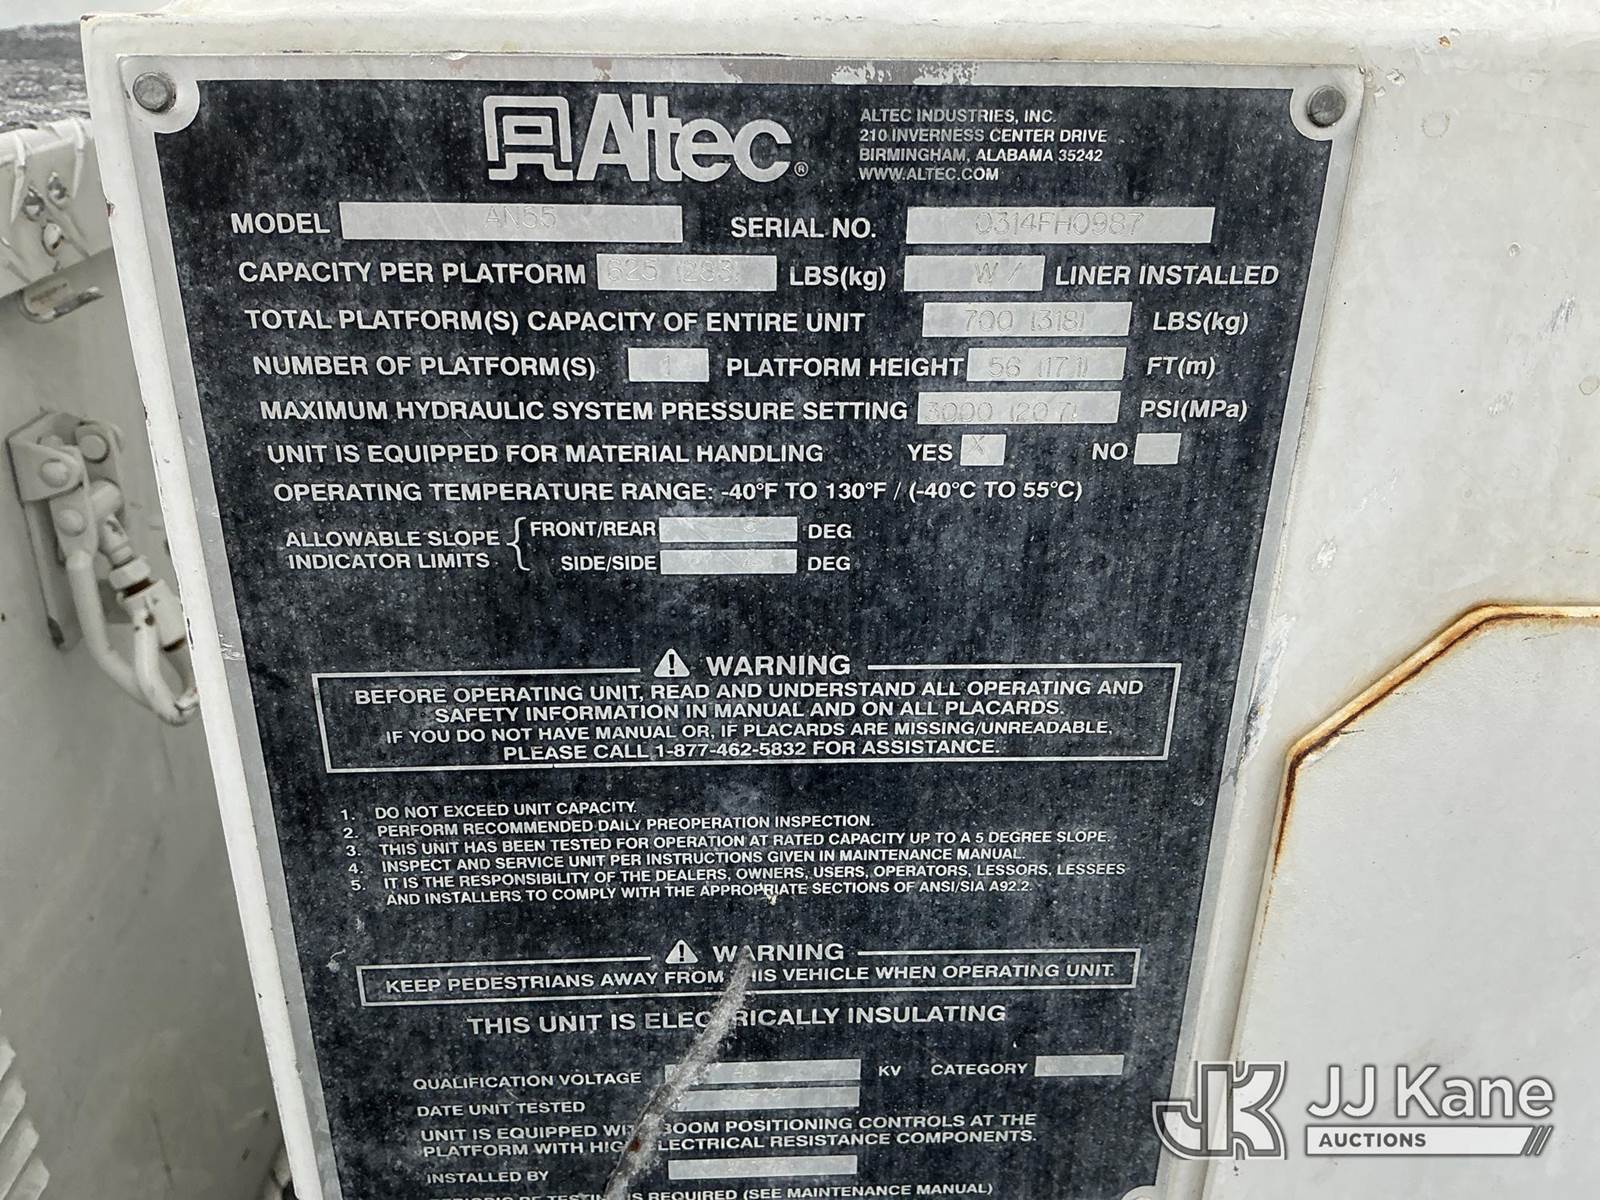 Altec®
ALTEC INDUSTRIES, INC.
210 INVERNESS CENTER DRIVE
BIRMINGHAM, ALABAMA 35242
WWW.ALTEC.COM
MODEL AN55 SERIAL NO. 0314FH0987
CAPACITY PER PLATFORM 625 (283) LBS(kg) W/ LINER INSTALLED
TOTAL PLATFORM(S) CAPACITY OF ENTIRE UNIT 700 (318) LBS(kg)
NUMBER OF PLATFORM(S) 1 PLATFORM HEIGHT 56 (17.1) FT(m)
MAXIMUM HYDRAULIC SYSTEM PRESSURE SETTING 3000 (20.7) PSI(MPa)
UNIT IS EQUIPPED FOR MATERIAL HANDLING YES X NO
OPERATING TEMPERATURE RANGE: -40°F TO 130°F / (-40°C TO 55°C)
ALLOWABLE SLOPE INDICATOR LIMITS { FRONT/REAR DEG
SIDE/SIDE DEG
WARNING
BEFORE OPERATING UNIT, READ AND UNDERSTAND ALL OPERATING AND
SAFETY INFORMATION IN MANUAL AND ON ALL PLACARDS.
IF YOU DO NOT HAVE MANUAL OR, IF PLACARDS ARE MISSING/UNREADABLE,
PLEASE CALL 1-877-462-5832 FOR ASSISTANCE.
1. DO NOT EXCEED UNIT CAPACITY.
2. PERFORM RECOMMENDED DAILY PREOPERATION INSPECTION.
3. THIS UNIT HAS BEEN TESTED FOR OPERATION AT RATED CAPACITY UP TO A 5 DEGREE SLOPE.
4. INSPECT AND SERVICE UNIT PER INSTRUCTIONS GIVEN IN MAINTENANCE MANUAL.
5. IT IS THE RESPONSIBILITY OF THE DEALERS, OWNERS, USERS, OPERATORS, LESSORS, LESSEES
AND INSTALLERS TO COMPLY WITH THE APPROPRIATE SECTIONS OF ANSI/SIA A92.2.
WARNING
KEEP PEDESTRIANS AWAY FROM THIS VEHICLE WHEN OPERATING UNIT.
THIS UNIT IS ELECTRICALLY INSULATING
QUALIFICATION VOLTAGE KV CATEGORY
DATE UNIT TESTED
UNIT IS EQUIPPED WITH BOOM POSITIONING CONTROLS AT THE
PLATFORM WITH HIGH ELECTRICAL RESISTANCE COMPONENTS.
INSTALLED BY
PERIODIC RE TESTING IS REQUIRED (SEE MAINTENANCE MANUAL)
JK JJ Kane
AUCTIONS